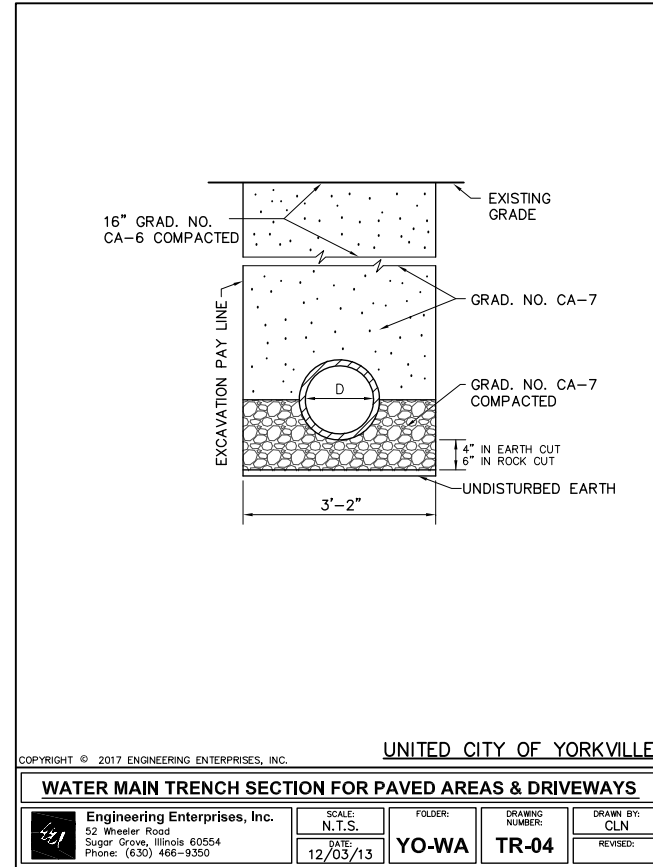 16" GRAD. NO.
CA-6 COMPACTED
EXISTING
GRADE
EXCAVATION PAY LINE
GRAD. NO. CA-7
D
GRAD. NO. CA-7
COMPACTED
4" IN EARTH CUT
6" IN ROCK CUT
UNDISTURBED EARTH
3'-2"
COPYRIGHT © 2017 ENGINEERING ENTERPRISES, INC.
UNITED CITY OF YORKVILLE
WATER MAIN TRENCH SECTION FOR PAVED AREAS & DRIVEWAYS
EEI
Engineering Enterprises, Inc.
52 Wheeler Road
Sugar Grove, Illinois 60554
Phone: (630) 466-9350
SCALE:
N.T.S.
DATE:
12/03/13
FOLDER:
YO-WA
DRAWING
NUMBER:
TR-04
DRAWN BY:
CLN
REVISED: